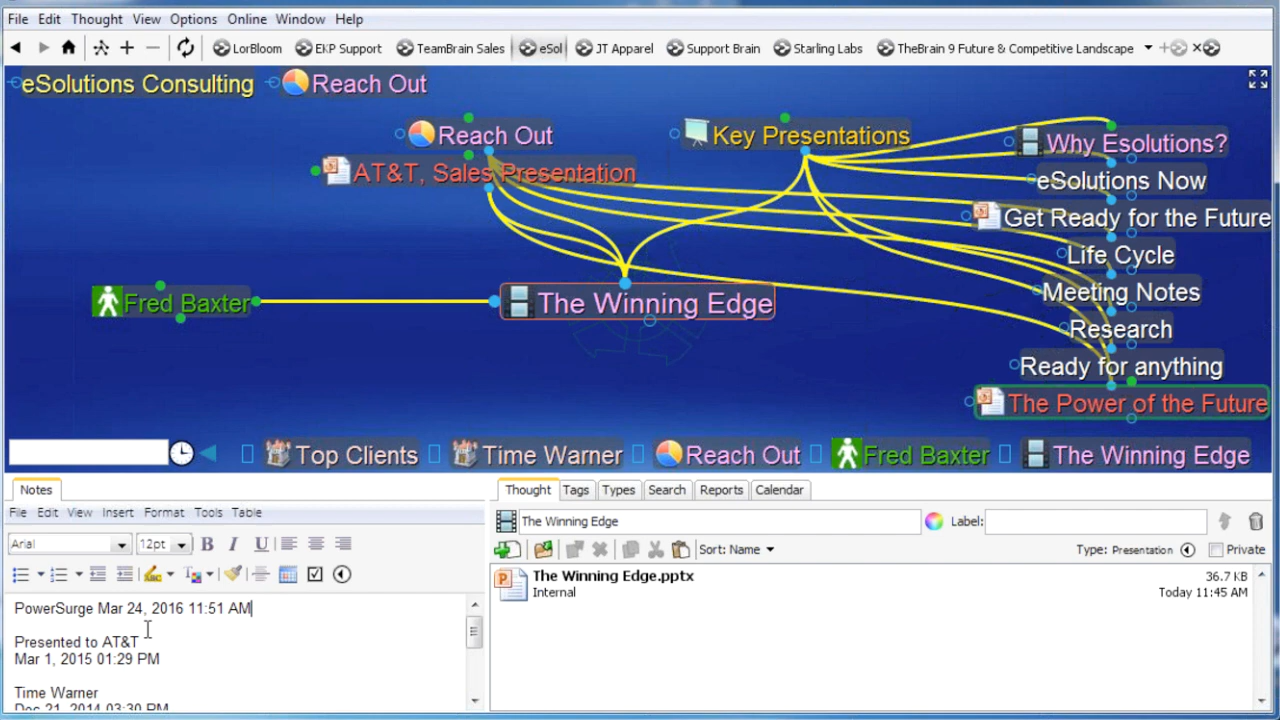 File Edit Thought View Options Online Window Help
LorBloom EKP Support TeamBrain Sales eSol JT Apparel Support Brain Starling Labs TheBrain 9 Future & Competitive Landscape
eSolutions Consulting Reach Out
Reach Out Key Presentations
Why Esolutions?
AT&T, Sales Presentation
eSolutions Now
Get Ready for the Future
Life Cycle
Meeting Notes
Fred Baxter The Winning Edge
Research
Ready for anything
The Power of the Future
Top Clients Time Warner Reach Out Fred Baxter The Winning Edge
Notes
File Edit View Insert Format Tools Table
Arial 12pt B I U
PowerSurge Mar 24, 2016 11:51 AM
Presented to AT&T
Mar 1, 2015 01:29 PM
Time Warner
Dec 21, 2014 03:30 PM
Thought Tags Types Search Reports Calendar
The Winning Edge Label:
Sort: Name Type: Presentation Private
The Winning Edge.pptx 36.7 KB
Internal Today 11:45 AM